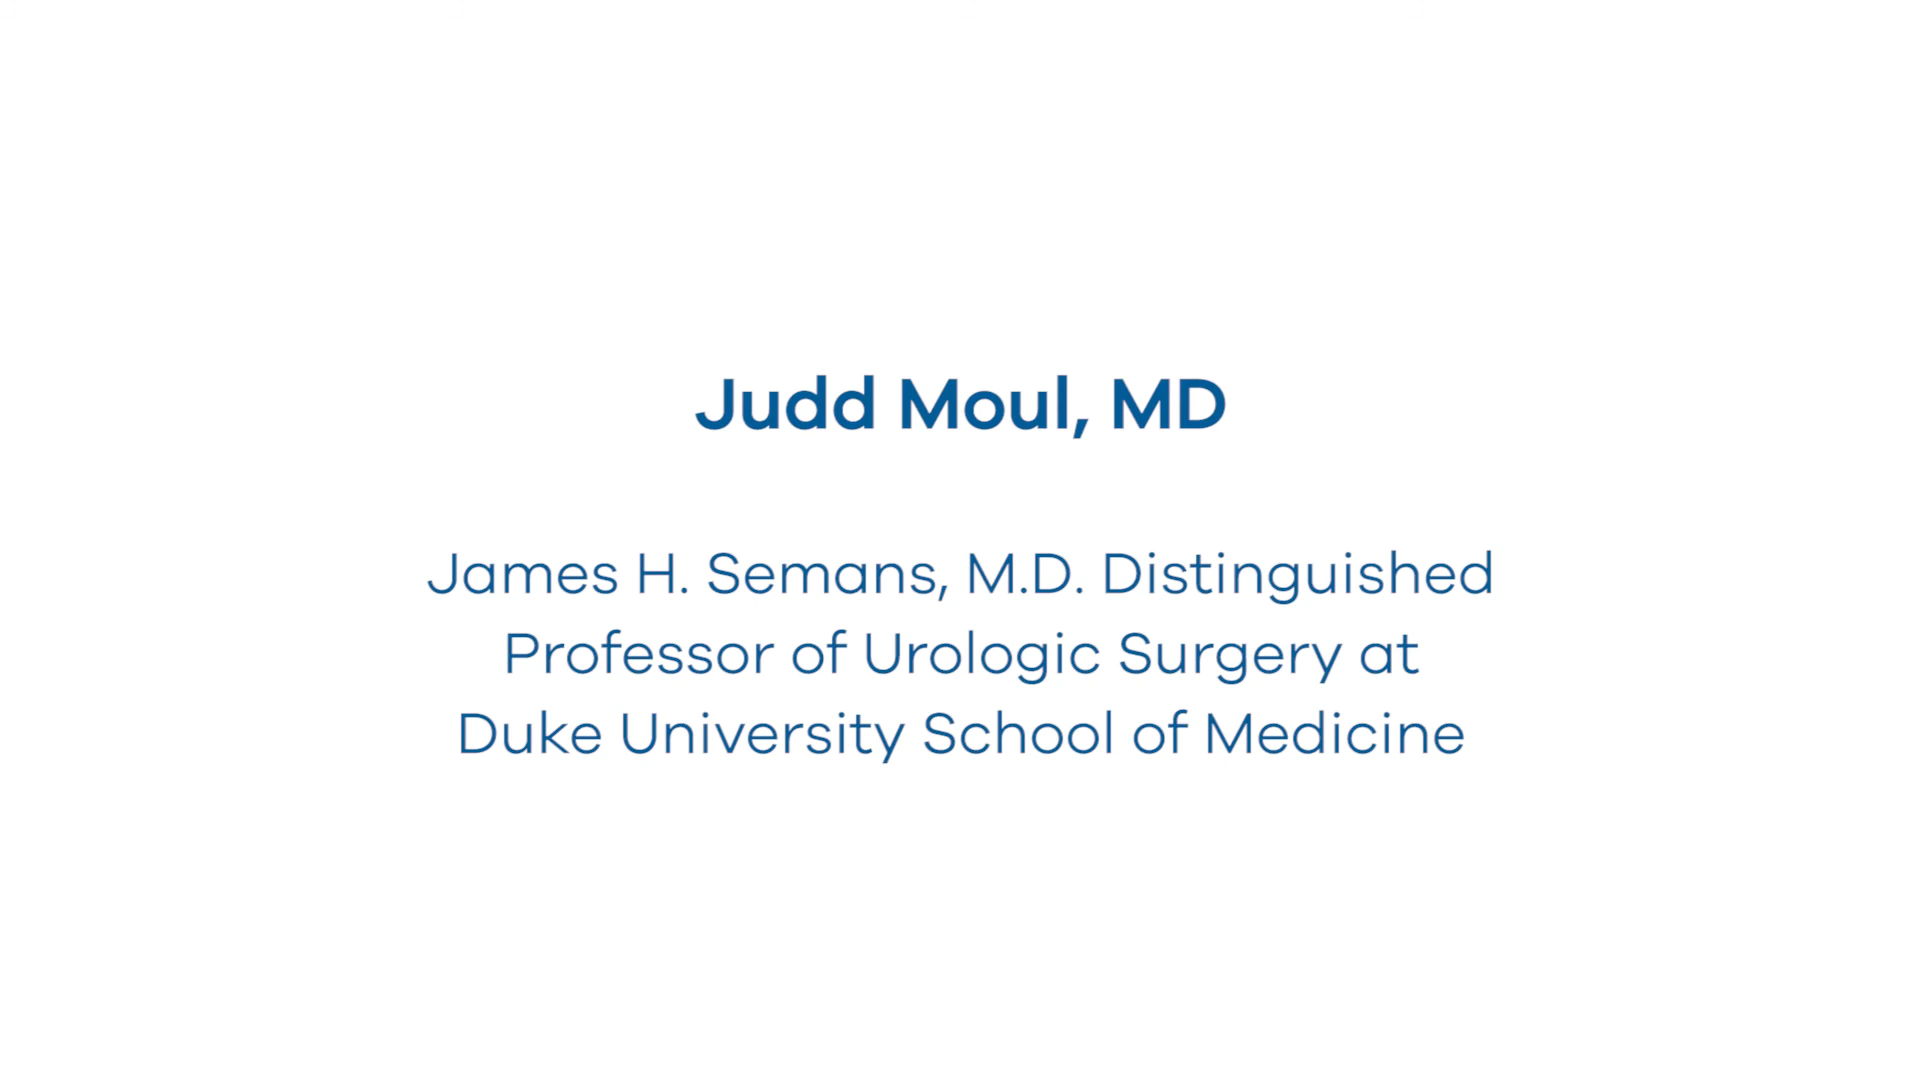 Judd Moul, MD
James H. Semans, M.D. Distinguished
Professor of Urologic Surgery at
Duke University School of Medicine